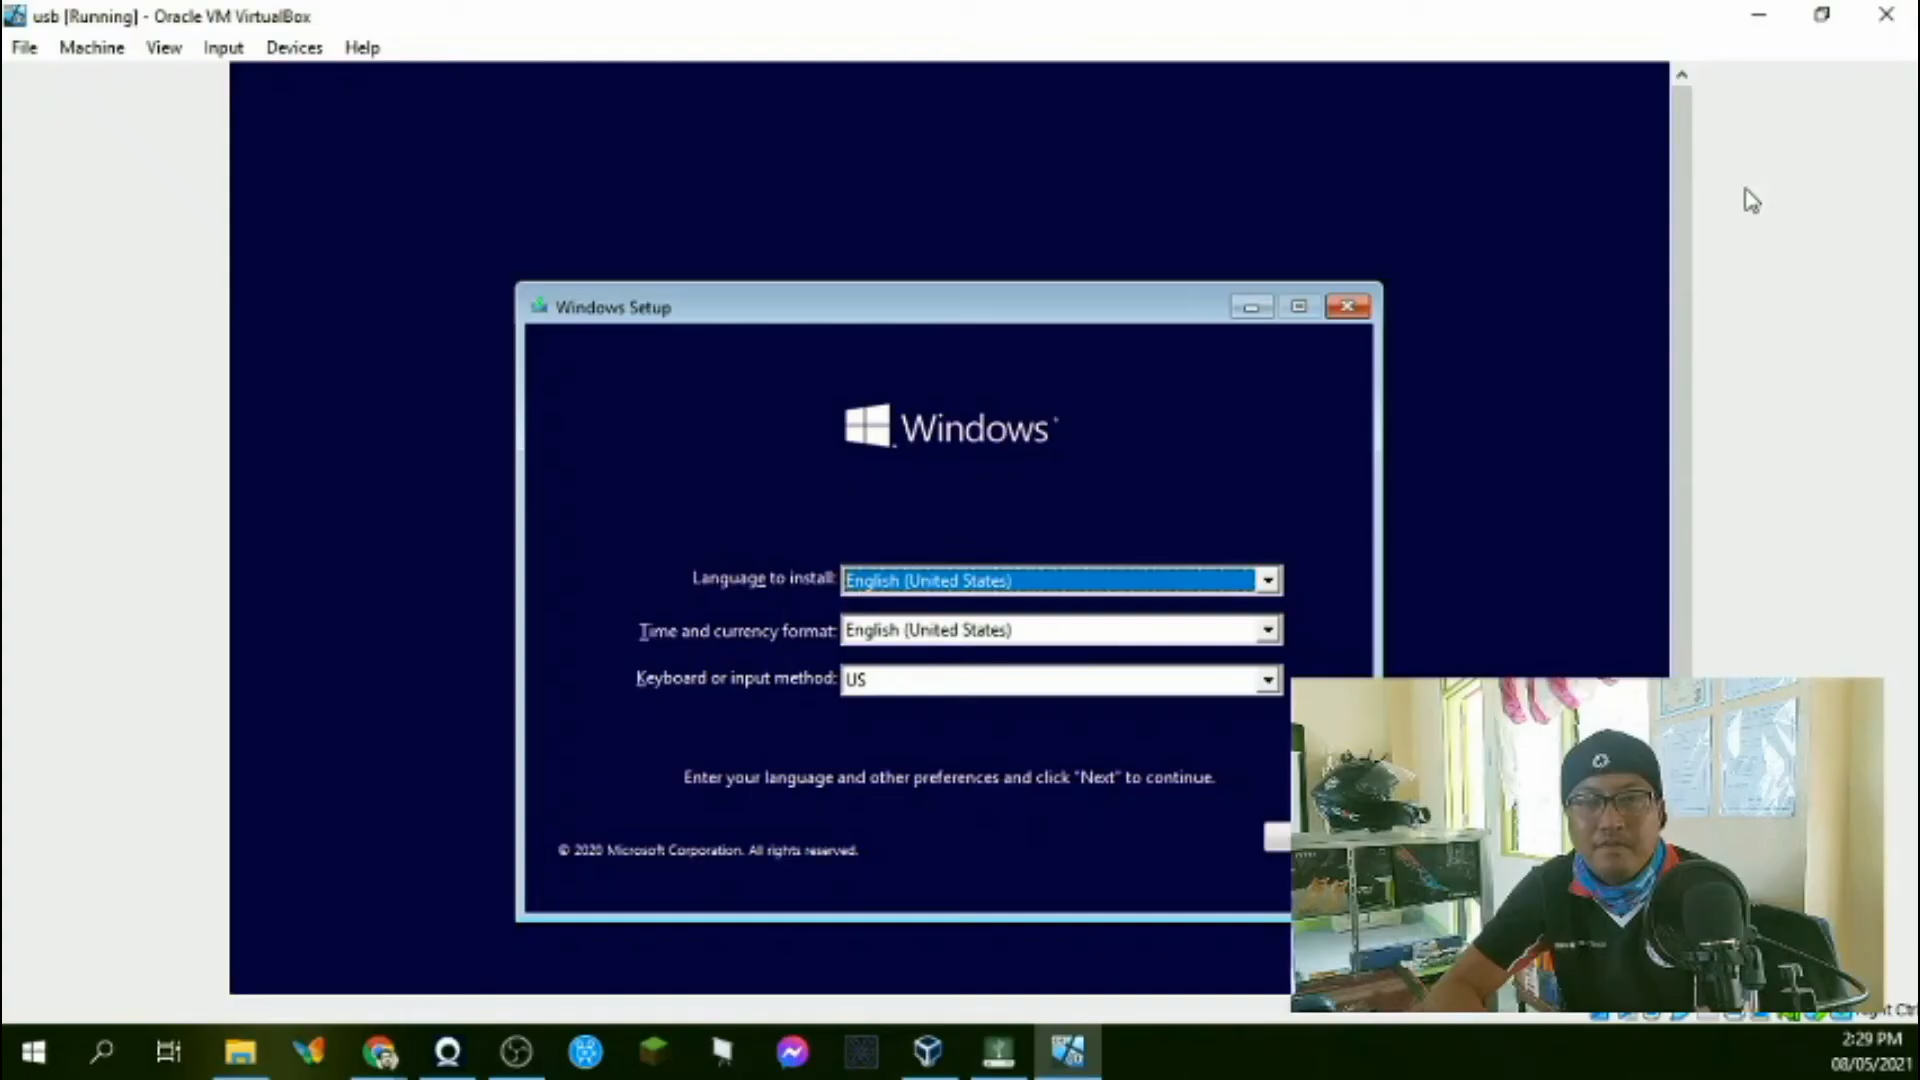 usb [Running] - Oracle VM VirtualBox
File Machine View Input Devices Help
Windows Setup
Windows
Language to install: English (United States)
Time and currency format: English (United States)
Keyboard or input method: US
Enter your language and other preferences and click "Next" to continue.
© 2020 Microsoft Corporation. All rights reserved.
2:29 PM
08/05/2021